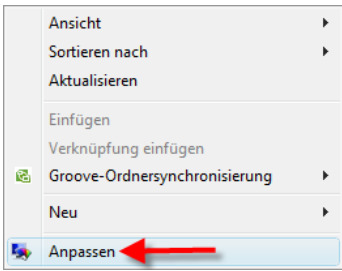 Ansicht
Sortieren nach
Aktualisieren
Einfügen
Verknüpfung einfügen
Groove-Ordnersynchronisierung
Neu
Anpassen